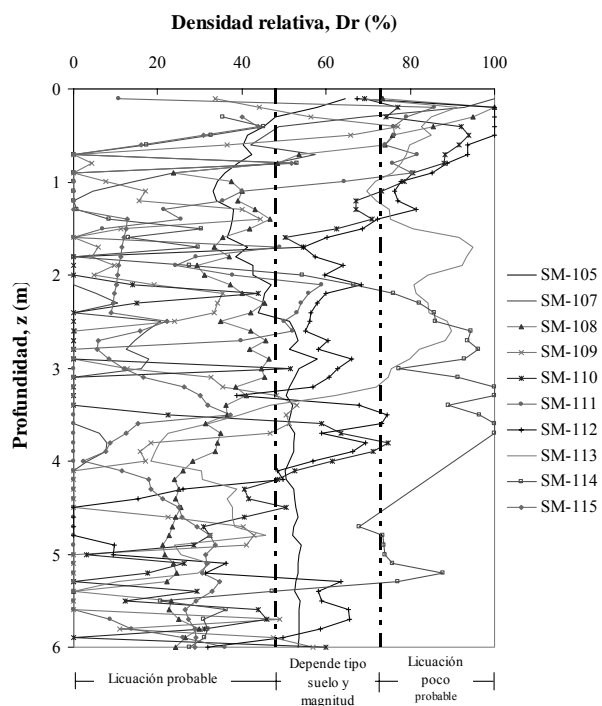 Densidad relativa, Dr (%)
0 20 40 60 80 100
Profundidad, z (m)
0
1
2
3
4
5
6
SM-105
SM-107
SM-108
SM-109
SM-110
SM-111
SM-112
SM-113
SM-114
SM-115
Licuación probable
Depende tipo
suelo y
magnitud
Licuación
poco
probable